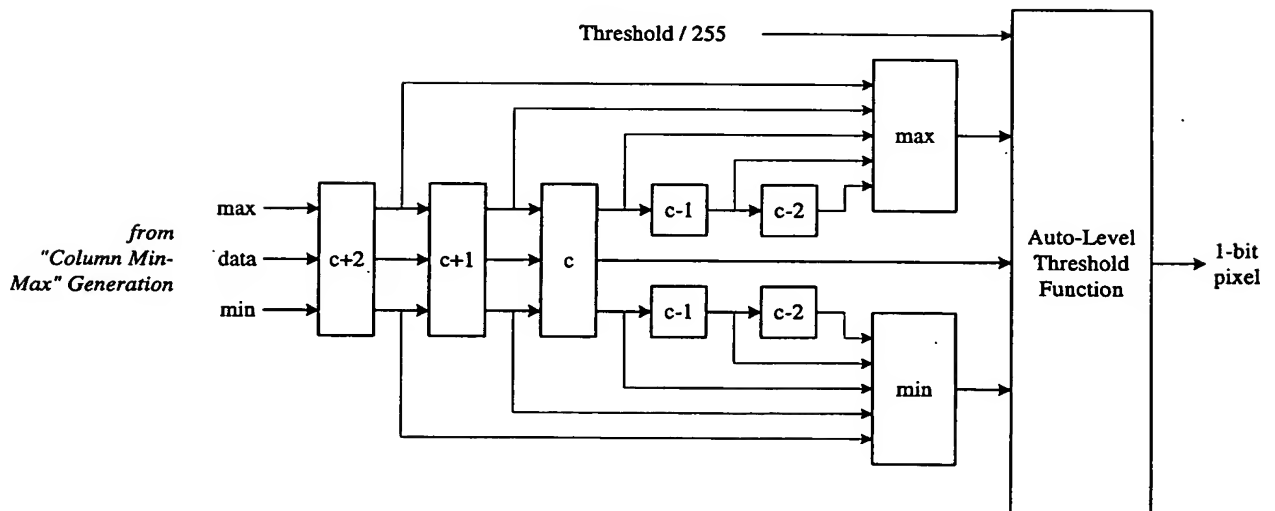 Threshold / 255
max
c-1
c-2
max
from
"Column Min-
Max" Generation
data
c+2
c+1
c
Auto-Level
Threshold
Function
1-bit
pixel
min
c-1
c-2
min